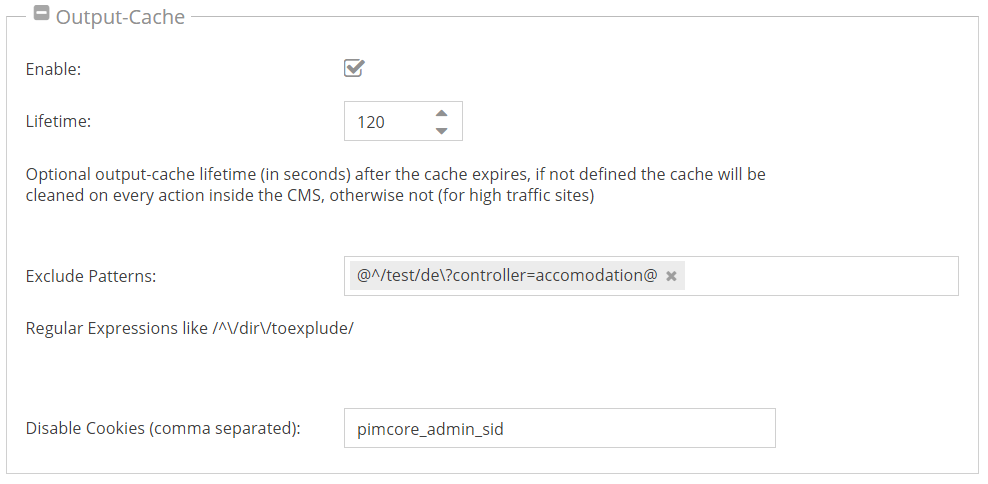 Output-Cache
Enable:
Lifetime: 120
Optional output-cache lifetime (in seconds) after the cache expires, if not defined the cache will be
cleaned on every action inside the CMS, otherwise not (for high traffic sites)
Exclude Patterns: @^/test/de\?controller=accomodation@
Regular Expressions like /^\/dir\/toexplude/
Disable Cookies (comma separated): pimcore_admin_sid